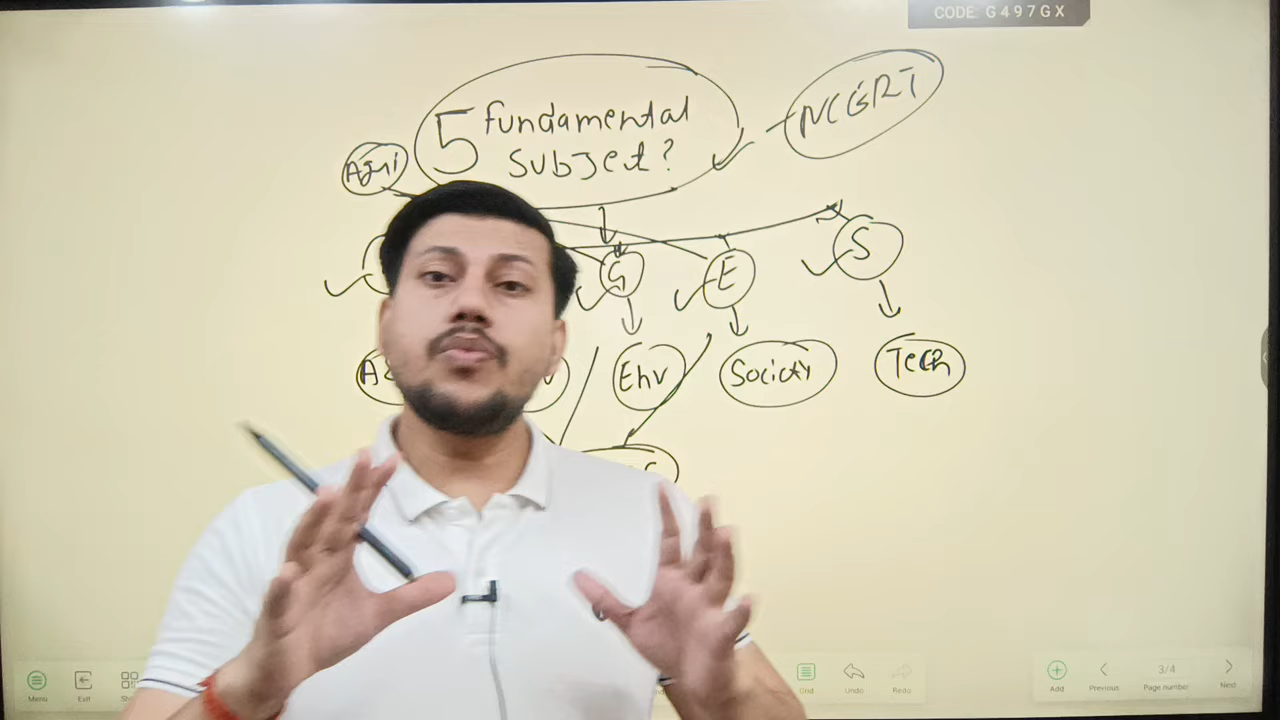 CODE: G497GX
NCERT
5 fundamental
subject?
Agri
G
E
S
A
Env
Society
Tech
Menu
Exit
Grid
Undo
Redo
Add
Previous
3/4
Page number
Next